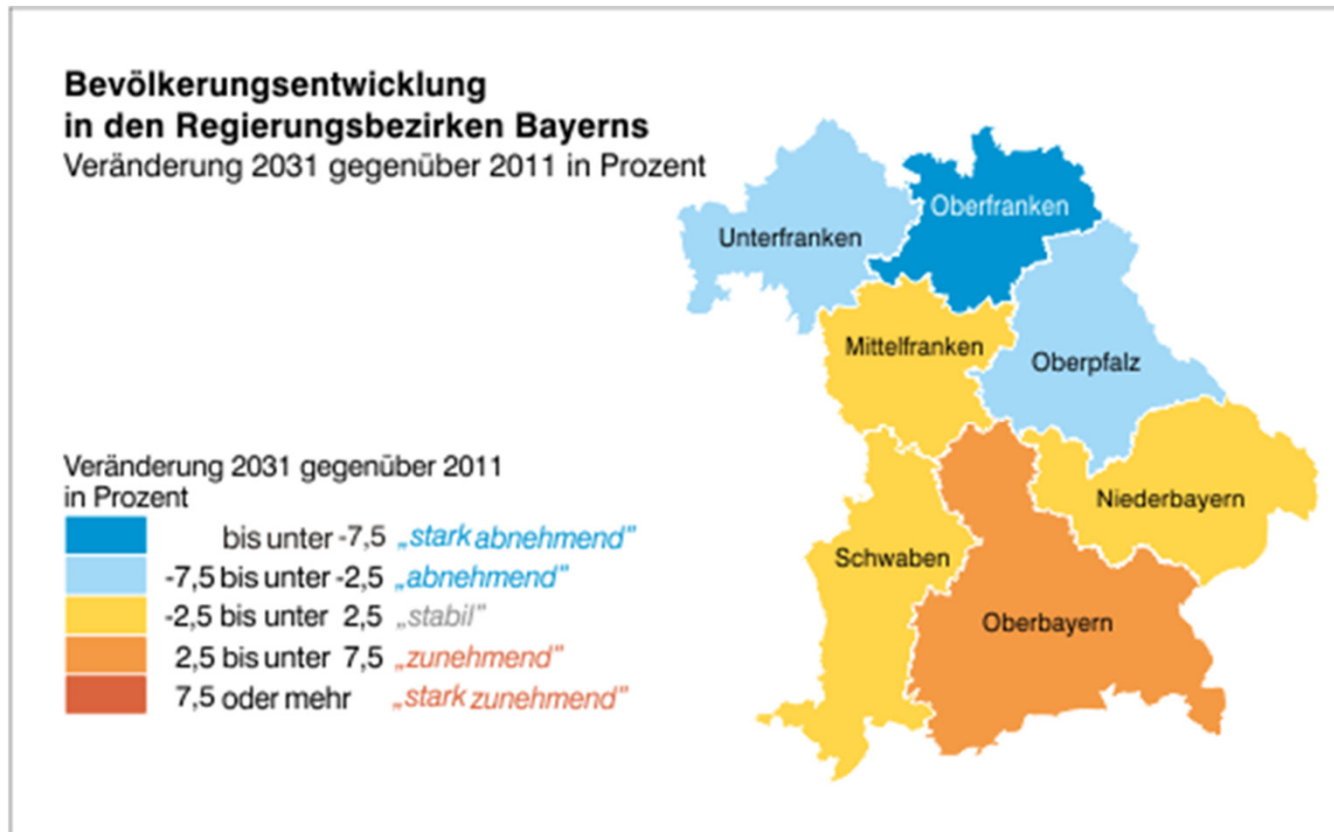 Bevölkerungsentwicklung
in den Regierungsbezirken Bayerns
Veränderung 2031 gegenüber 2011 in Prozent
Oberfranken
Unterfranken
Mittelfranken
Oberpfalz
Veränderung 2031 gegenüber 2011
in Prozent
Niederbayern
bis unter -7,5 „stark abnehmend"
Schwaben
-7,5 bis unter -2,5 „abnehmend"
-2,5 bis unter 2,5 „stabil"
Oberbayern
2,5 bis unter 7,5 „zunehmend"
7,5 oder mehr „stark zunehmend"